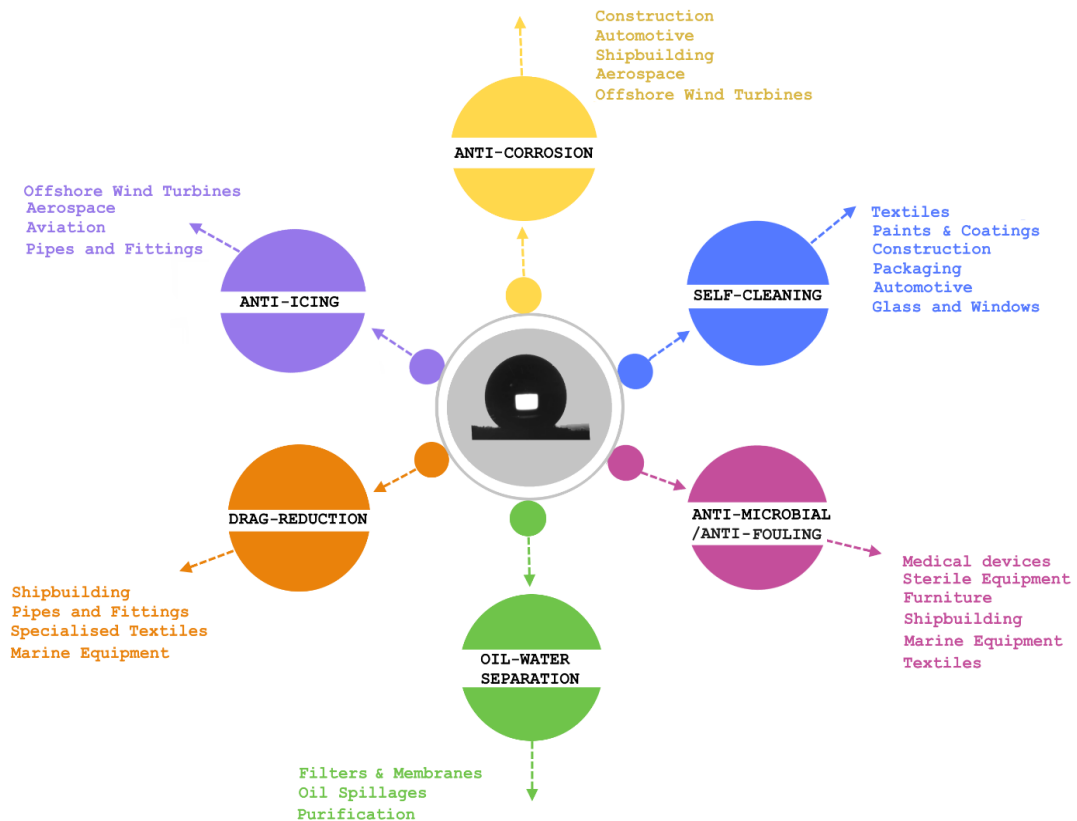 Construction
Automotive
Shipbuilding
Aerospace
Offshore Wind Turbines
ANTI-CORROSION
Offshore Wind Turbines
Aerospace
Aviation
Pipes and Fittings
ANTI-ICING
Textiles
Paints & Coatings
Construction
Packaging
Automotive
Glass and Windows
SELF-CLEANING
DRAG-REDUCTION
Shipbuilding
Pipes and Fittings
Specialised Textiles
Marine Equipment
ANTI-MICROBIAL
/ANTI-FOULING
Medical devices
Sterile Equipment
Furniture
Shipbuilding
Marine Equipment
Textiles
OIL-WATER
SEPARATION
Filters & Membranes
Oil Spillages
Purification